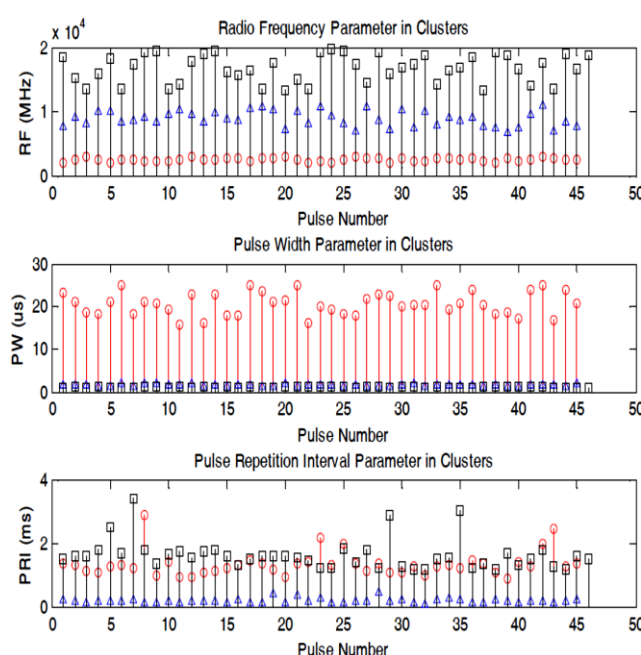 Radio Frequency Parameter in Clusters
x 10^4
2
1
0
RF (MHz)
0 5 10 15 20 25 30 35 40 45 50
Pulse Number
Pulse Width Parameter in Clusters
30
20
10
0
PW (us)
0 5 10 15 20 25 30 35 40 45 50
Pulse Number
Pulse Repetition Interval Parameter in Clusters
4
2
0
PRI (ms)
0 5 10 15 20 25 30 35 40 45 50
Pulse Number